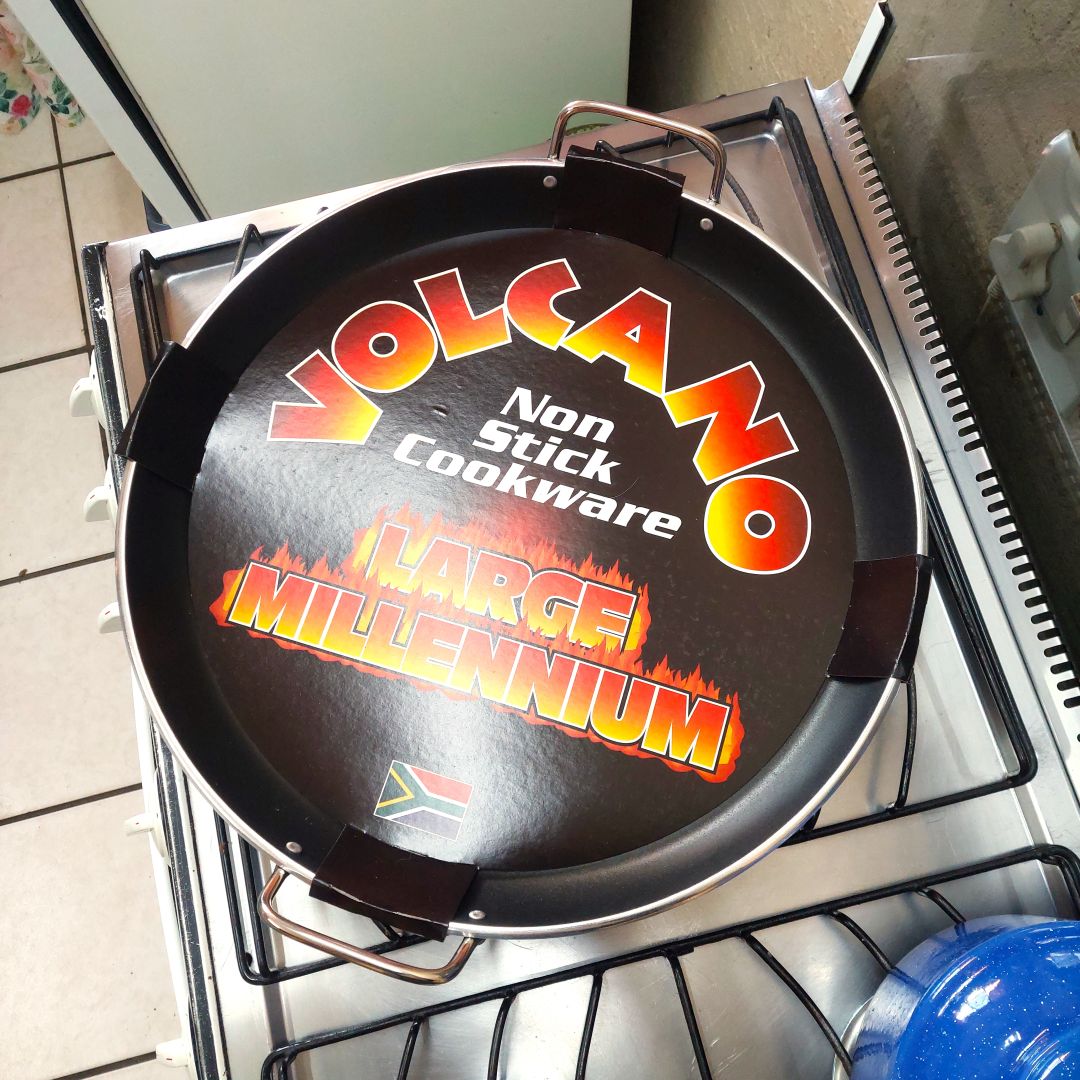 VOLCANO
Non
Stick
Cookware
LARGE
MILLENNIUM